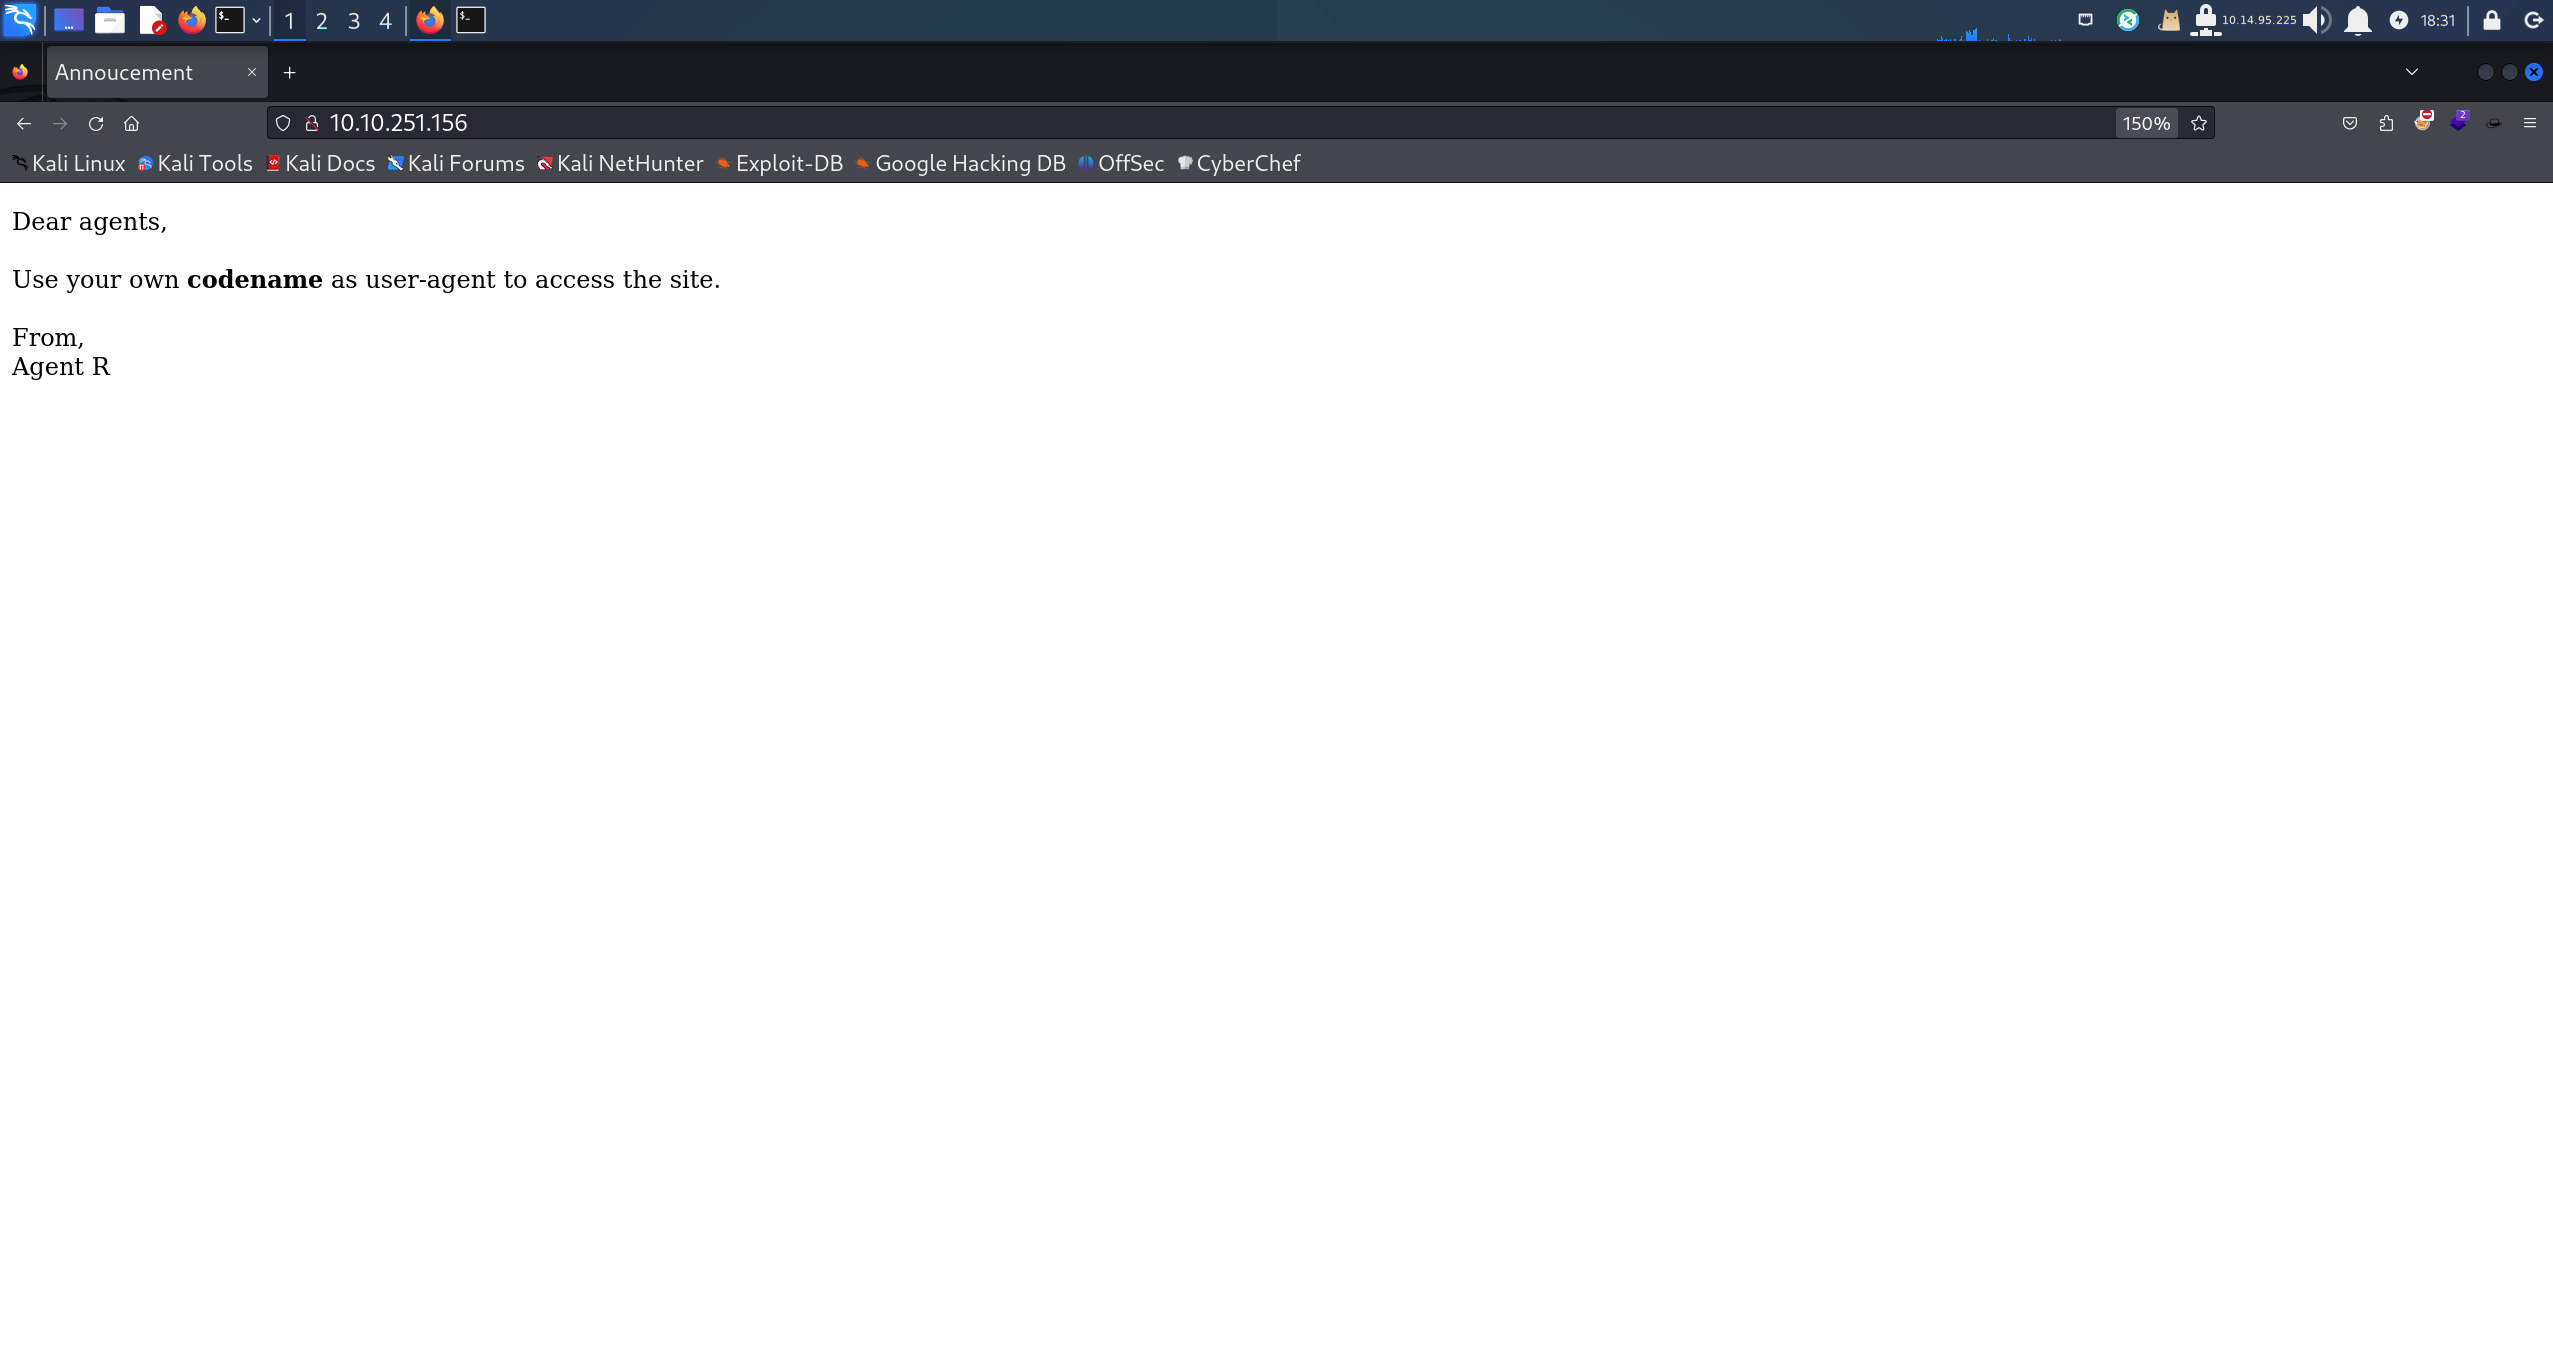 1 2 3 4 10.14.95.225 18:31
Annoucement
10.10.251.156 150% 2
Kali Linux Kali Tools Kali Docs Kali Forums Kali NetHunter Exploit-DB Google Hacking DB OffSec CyberChef
Dear agents,
Use your own codename as user-agent to access the site.
From,
Agent R